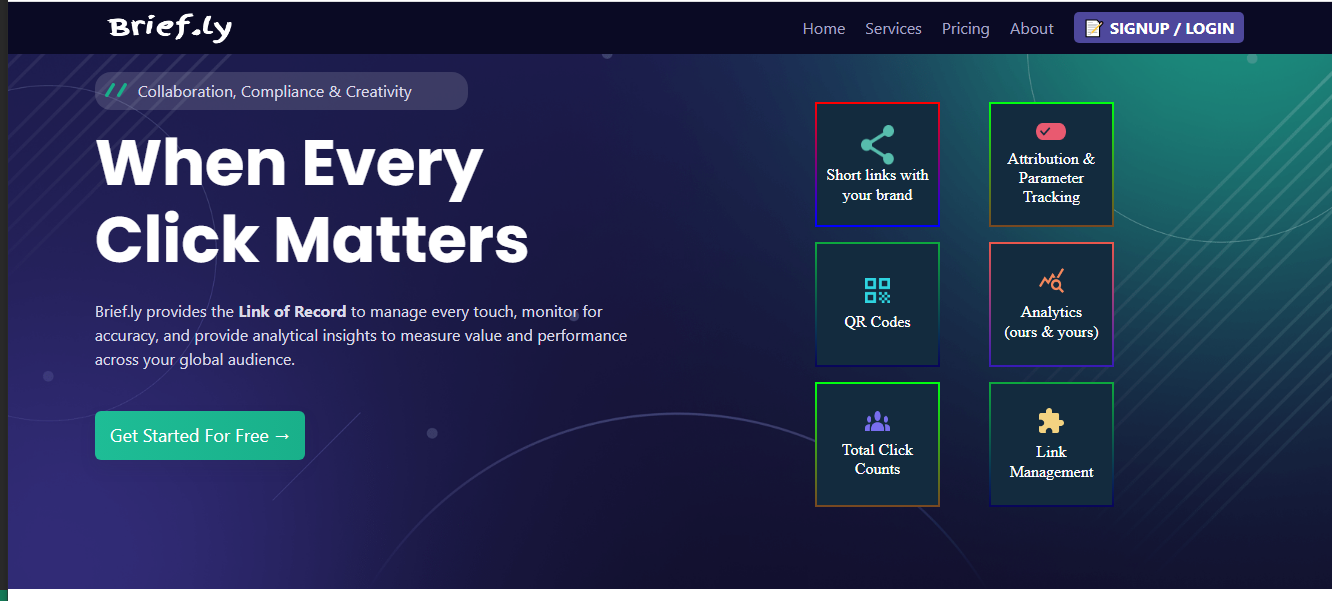 Brief.ly
Home Services Pricing About 📝 SIGNUP / LOGIN
// Collaboration, Compliance & Creativity
When Every
Click Matters
Brief.ly provides the Link of Record to manage every touch, monitor for
accuracy, and provide analytical insights to measure value and performance
across your global audience.
Get Started For Free →
Short links with
your brand
Attribution &
Parameter
Tracking
QR Codes
Analytics
(ours & yours)
Total Click
Counts
Link
Management